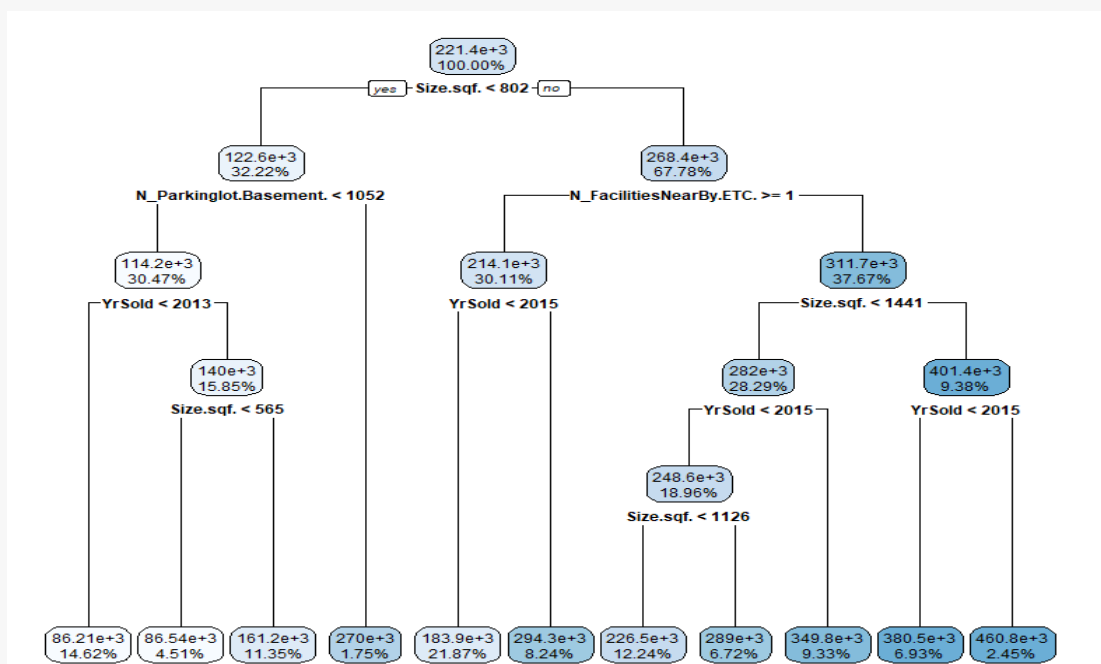 221.4e+3
100.00%
yes Size.sqf. < 802 no
122.6e+3
32.22%
268.4e+3
67.78%
N_Parkinglot.Basement. < 1052
N_FacilitiesNearBy.ETC. >= 1
114.2e+3
30.47%
214.1e+3
30.11%
311.7e+3
37.67%
YrSold < 2013
YrSold < 2015
Size.sqf. < 1441
140e+3
15.85%
282e+3
28.29%
401.4e+3
9.38%
Size.sqf. < 565
YrSold < 2015
YrSold < 2015
248.6e+3
18.96%
Size.sqf. < 1126
86.21e+3
14.62%
86.54e+3
4.51%
161.2e+3
11.35%
270e+3
1.75%
183.9e+3
21.87%
294.3e+3
8.24%
226.5e+3
12.24%
289e+3
6.72%
349.8e+3
9.33%
380.5e+3
6.93%
460.8e+3
2.45%